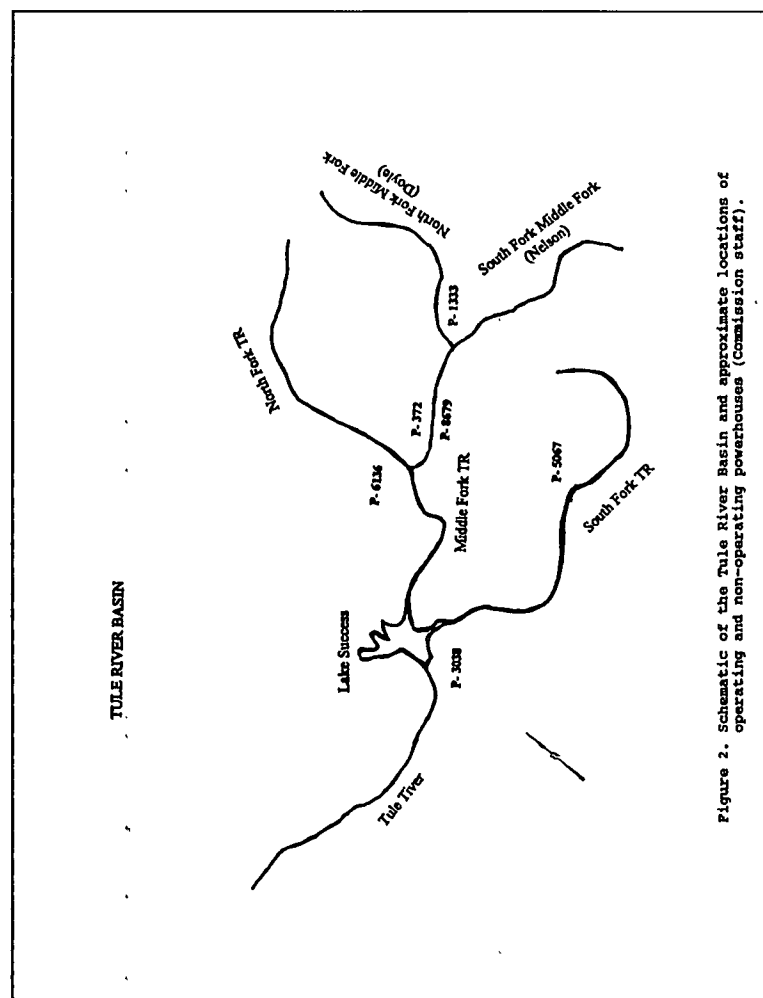 TULE RIVER BASIN
North Fork TR
North Fork Middle Fork
(Doyle)
South Fork Middle Fork
(Nelson)
P- 1333
P- 372
P- 8679
P- 6136
Middle Fork TR
P- 5067
South Fork TR
Lake Success
P- 3038
Tule Tiver
Figure 2. Schematic of the Tule River Basin and approximate locations of
operating and non-operating powerhouses (Commission staff).